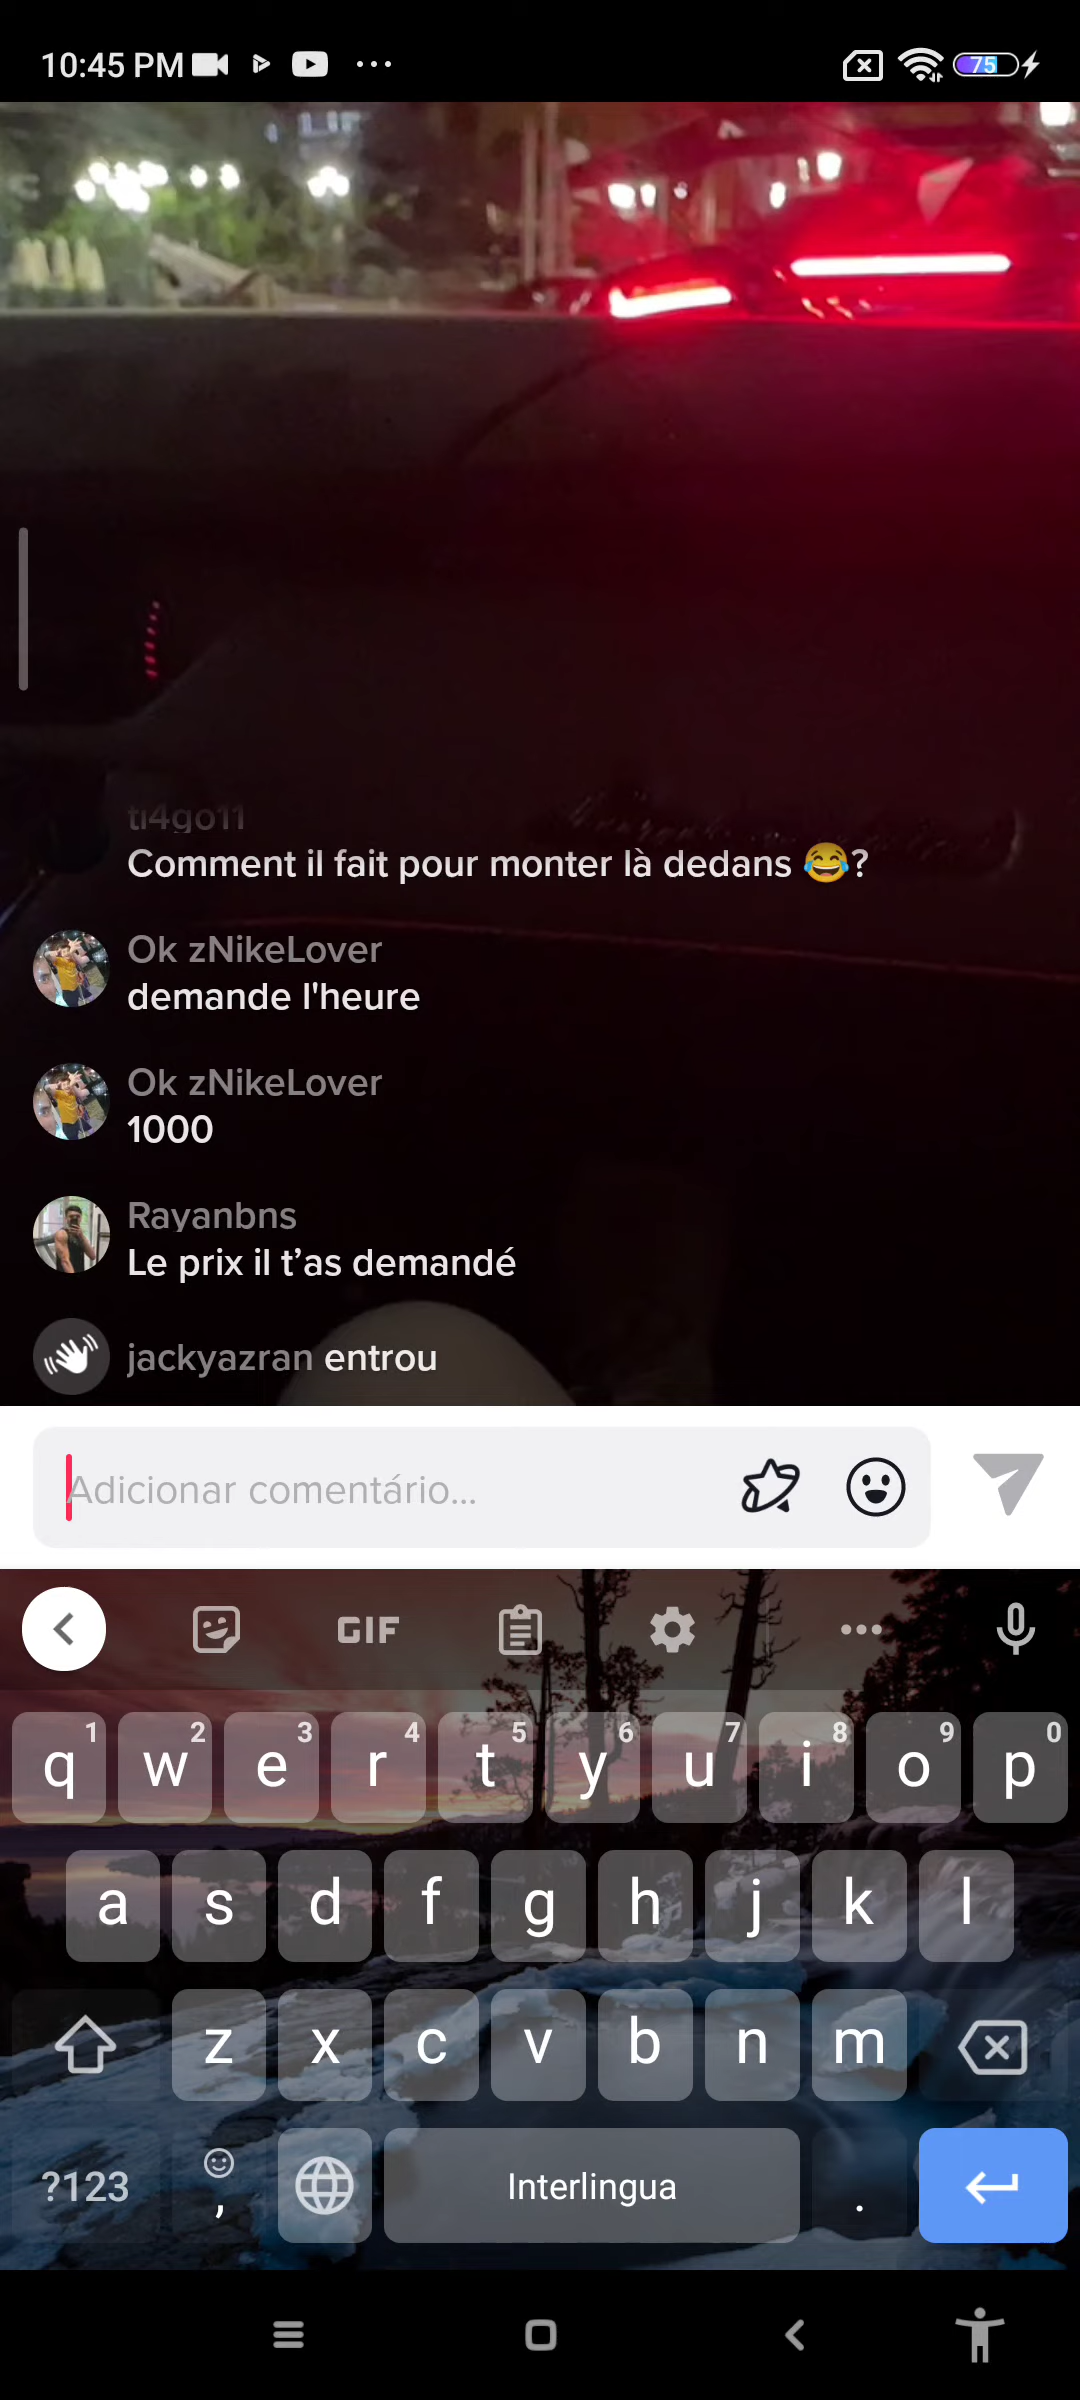 10:45 PM
75
ti4go11
Comment il fait pour monter là dedans 😂?
Ok zNikeLover
demande l'heure
Ok zNikeLover
1000
Rayanbns
Le prix il t’as demandé
jackyazran entrou
Adicionar comentário...
GIF
q 1 w 2 e 3 r 4 t 5 y 6 u 7 i 8 o 9 p 0
a s d f g h j k l
z x c v b n m
?123 , Interlingua .